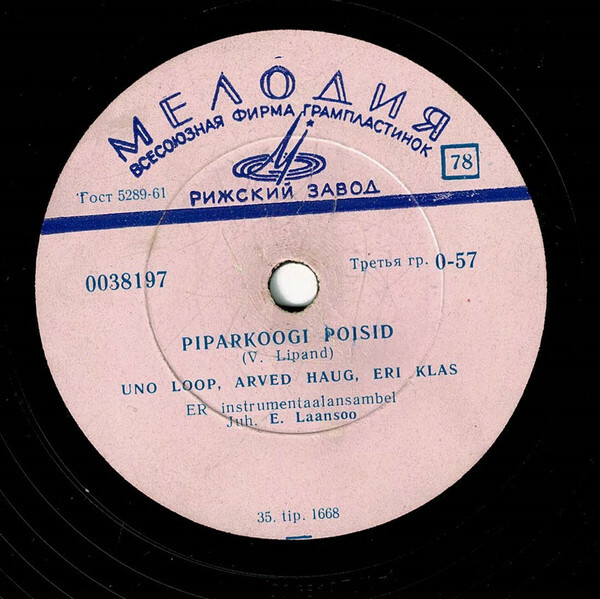 МЕЛОДИЯ
ВСЕСОЮЗНАЯ ФИРМА ГРАМПЛАСТИНОК
78
Гост 5289-61
РИЖСКИЙ ЗАВОД
0038197
Третья гр. 0-57
PIPARKOOGI POISID
(V. Lipand)
UNO LOOP, ARVED HAUG, ERI KLAS
ER instrumentaalansambel
Juh. E. Laansoo
35. tip. 1668